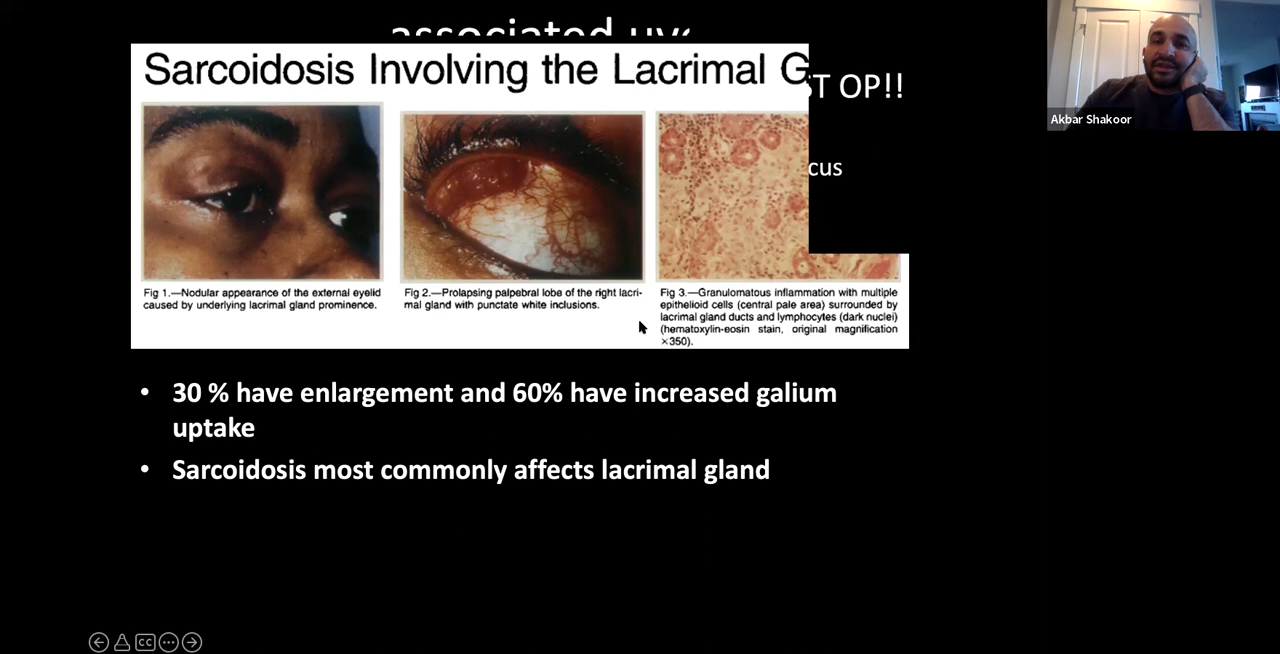 associated uve
Sarcoidosis Involving the Lacrimal G
ST OP!!
Akbar Shakoor
cus
Fig 1.—Nodular appearance of the external eyelid
caused by underlying lacrimal gland prominence.
Fig 2.—Prolapsing palpebral lobe of the right lacri-
mal gland with punctate white inclusions.
Fig 3.—Granulomatous inflammation with multiple
epithelioid cells (central pale area) surrounded by
lacrimal gland ducts and lymphocytes (dark nuclei)
(hematoxylin-eosin stain, original magnification
×350).
• 30 % have enlargement and 60% have increased galium
uptake
• Sarcoidosis most commonly affects lacrimal gland
CC